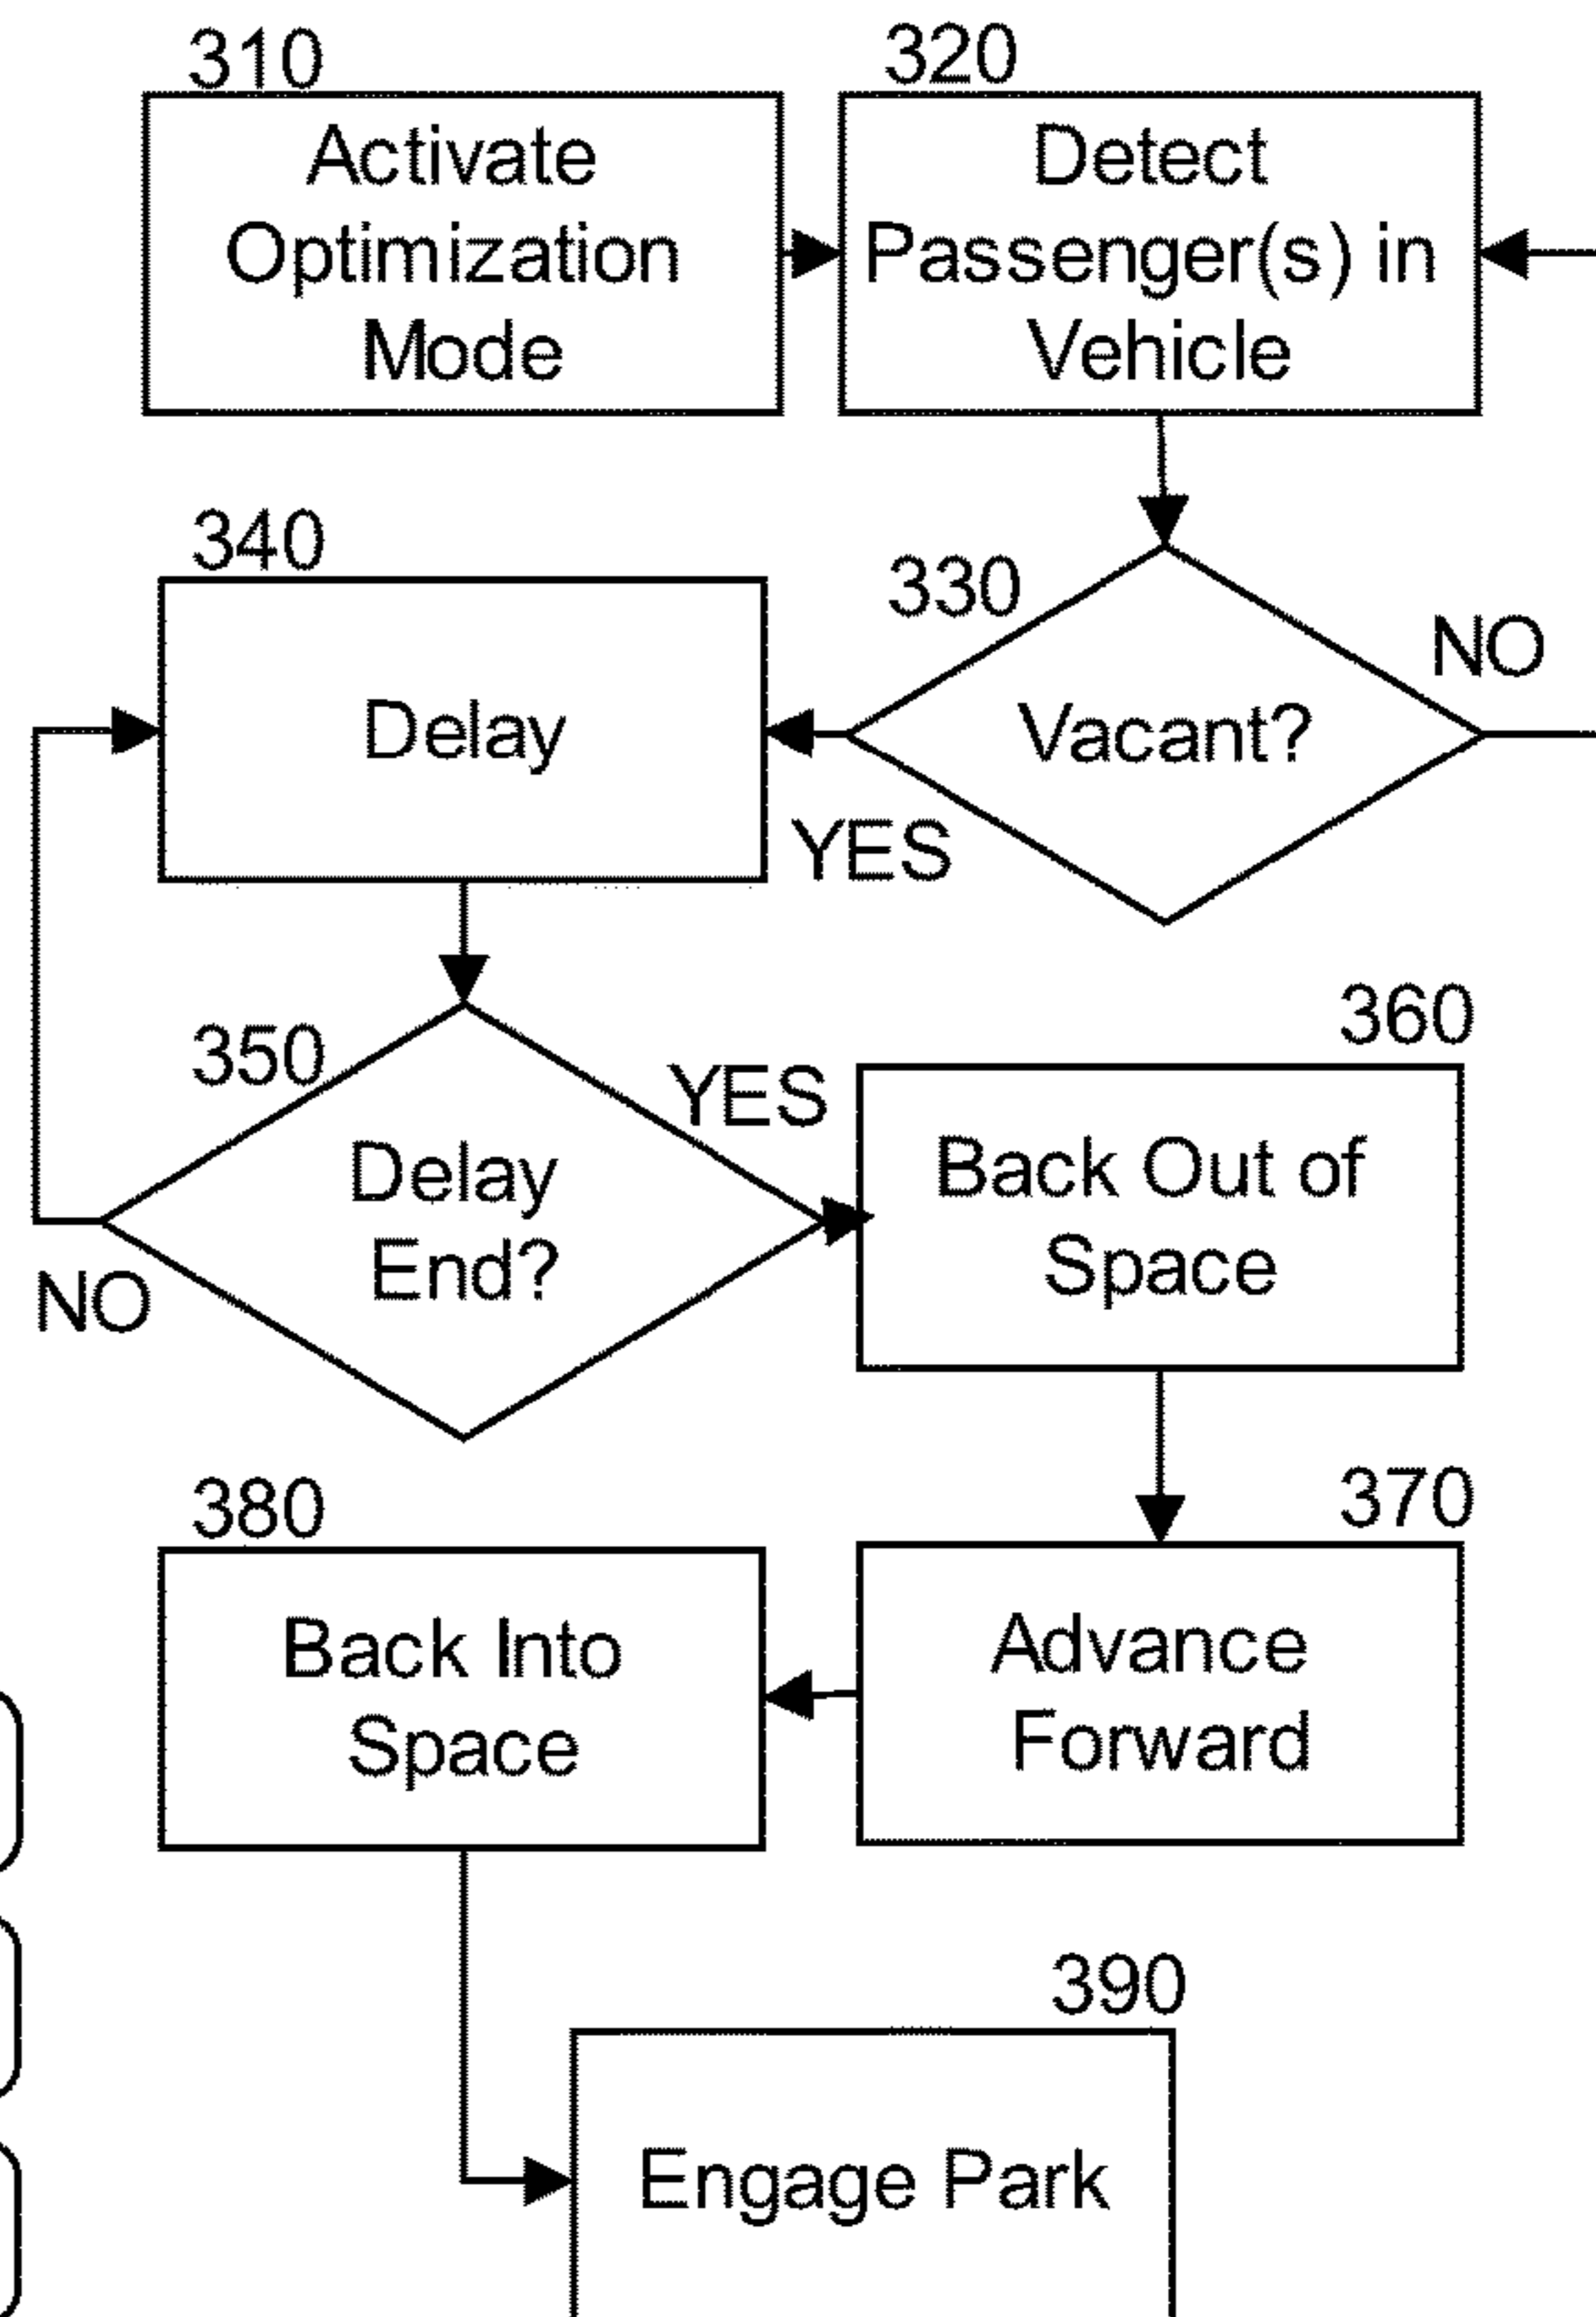 310
Activate
Optimization
Mode
320
Detect
Passenger(s) in
Vehicle
330
Vacant?
NO
YES
340
Delay
350
Delay
End?
YES
NO
360
Back Out of
Space
370
Advance
Forward
380
Back Into
Space
390
Engage Park